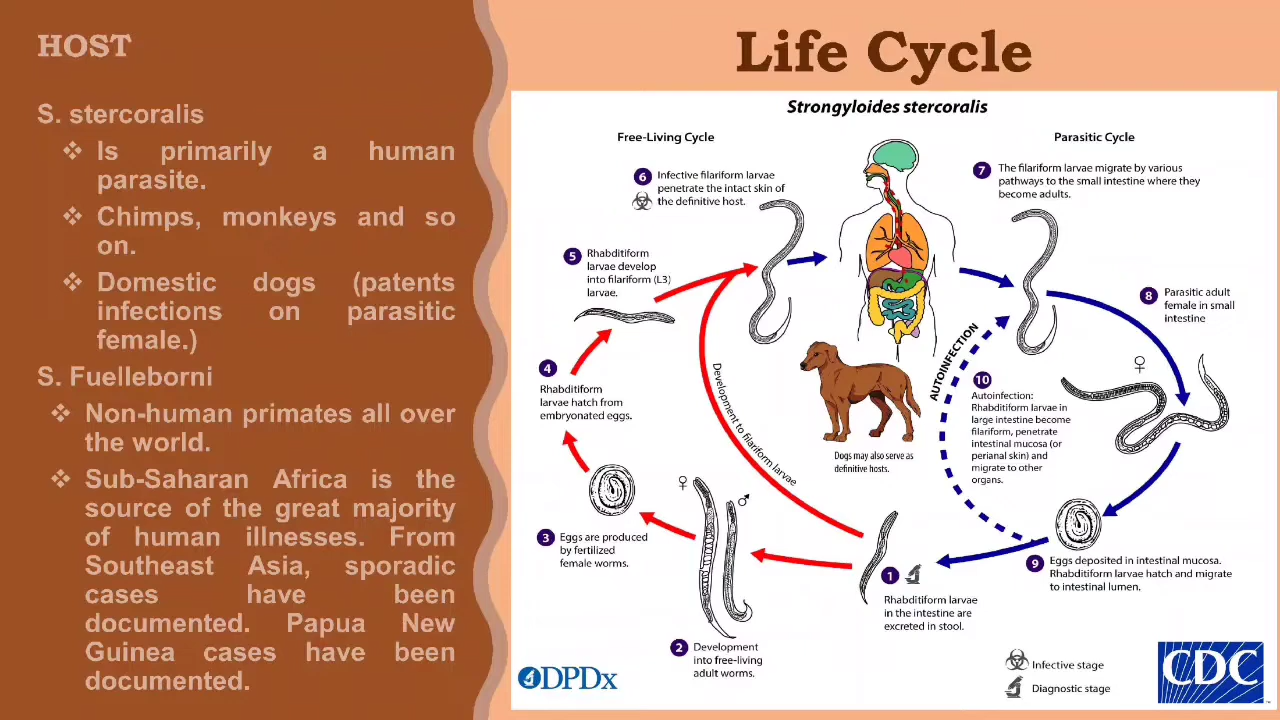 HOST
S. stercoralis
❖ Is primarily a human
parasite.
❖ Chimps, monkeys and so
on.
❖ Domestic dogs (patents
infections on parasitic
female.)
S. Fuelleborni
❖ Non-human primates all over
the world.
❖ Sub-Saharan Africa is the
source of the great majority
of human illnesses. From
Southeast Asia, sporadic
cases have been
documented. Papua New
Guinea cases have been
documented.
Life Cycle
Strongyloides stercoralis
Free-Living Cycle
Parasitic Cycle
6 Infective filariform larvae
penetrate the intact skin of
the definitive host.
7 The filariform larvae migrate by various
pathways to the small intestine where they
become adults.
5 Rhabditiform
larvae develop
into filariform (L3)
larvae.
8 Parasitic adult
female in small
intestine
4
Rhabditiform
larvae hatch from
embryonated eggs.
Development to filariform larvae
AUTOINFECTION
10
Autoinfection:
Rhabditiform larvae in
large intestine become
filariform, penetrate
intestinal mucosa (or
perianal skin) and
migrate to other
organs.
♀
Dogs may also serve as
definitive hosts.
♀
♂
3 Eggs are produced
by fertilized
female worms.
9 Eggs deposited in intestinal mucosa.
Rhabditiform larvae hatch and migrate
to intestinal lumen.
1
Rhabditiform larvae
in the intestine are
excreted in stool.
2 Development
into free-living
adult worms.
Infective stage
Diagnostic stage
DPDx
CDC